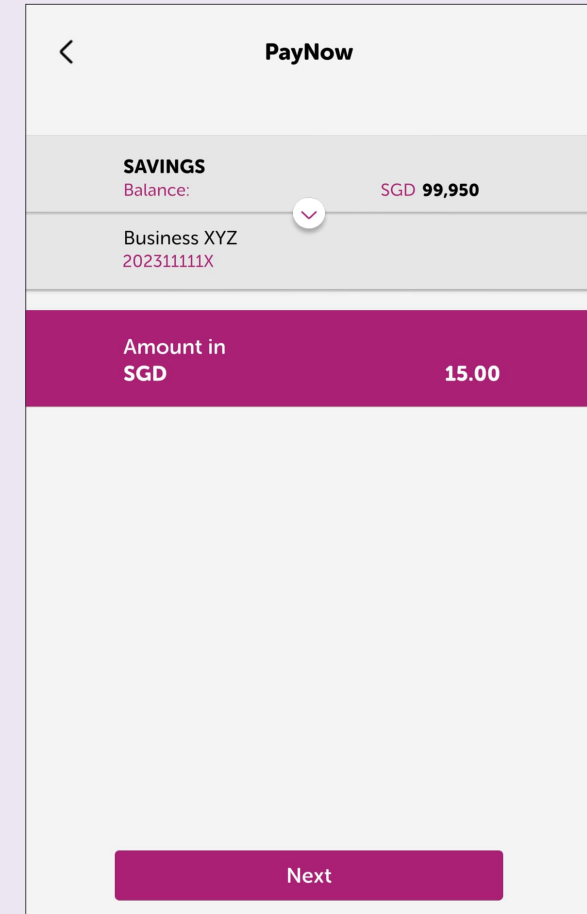 PayNow
SAVINGS
Balance: SGD 99,950
Business XYZ
202311111X
Amount in
SGD 15.00
Next